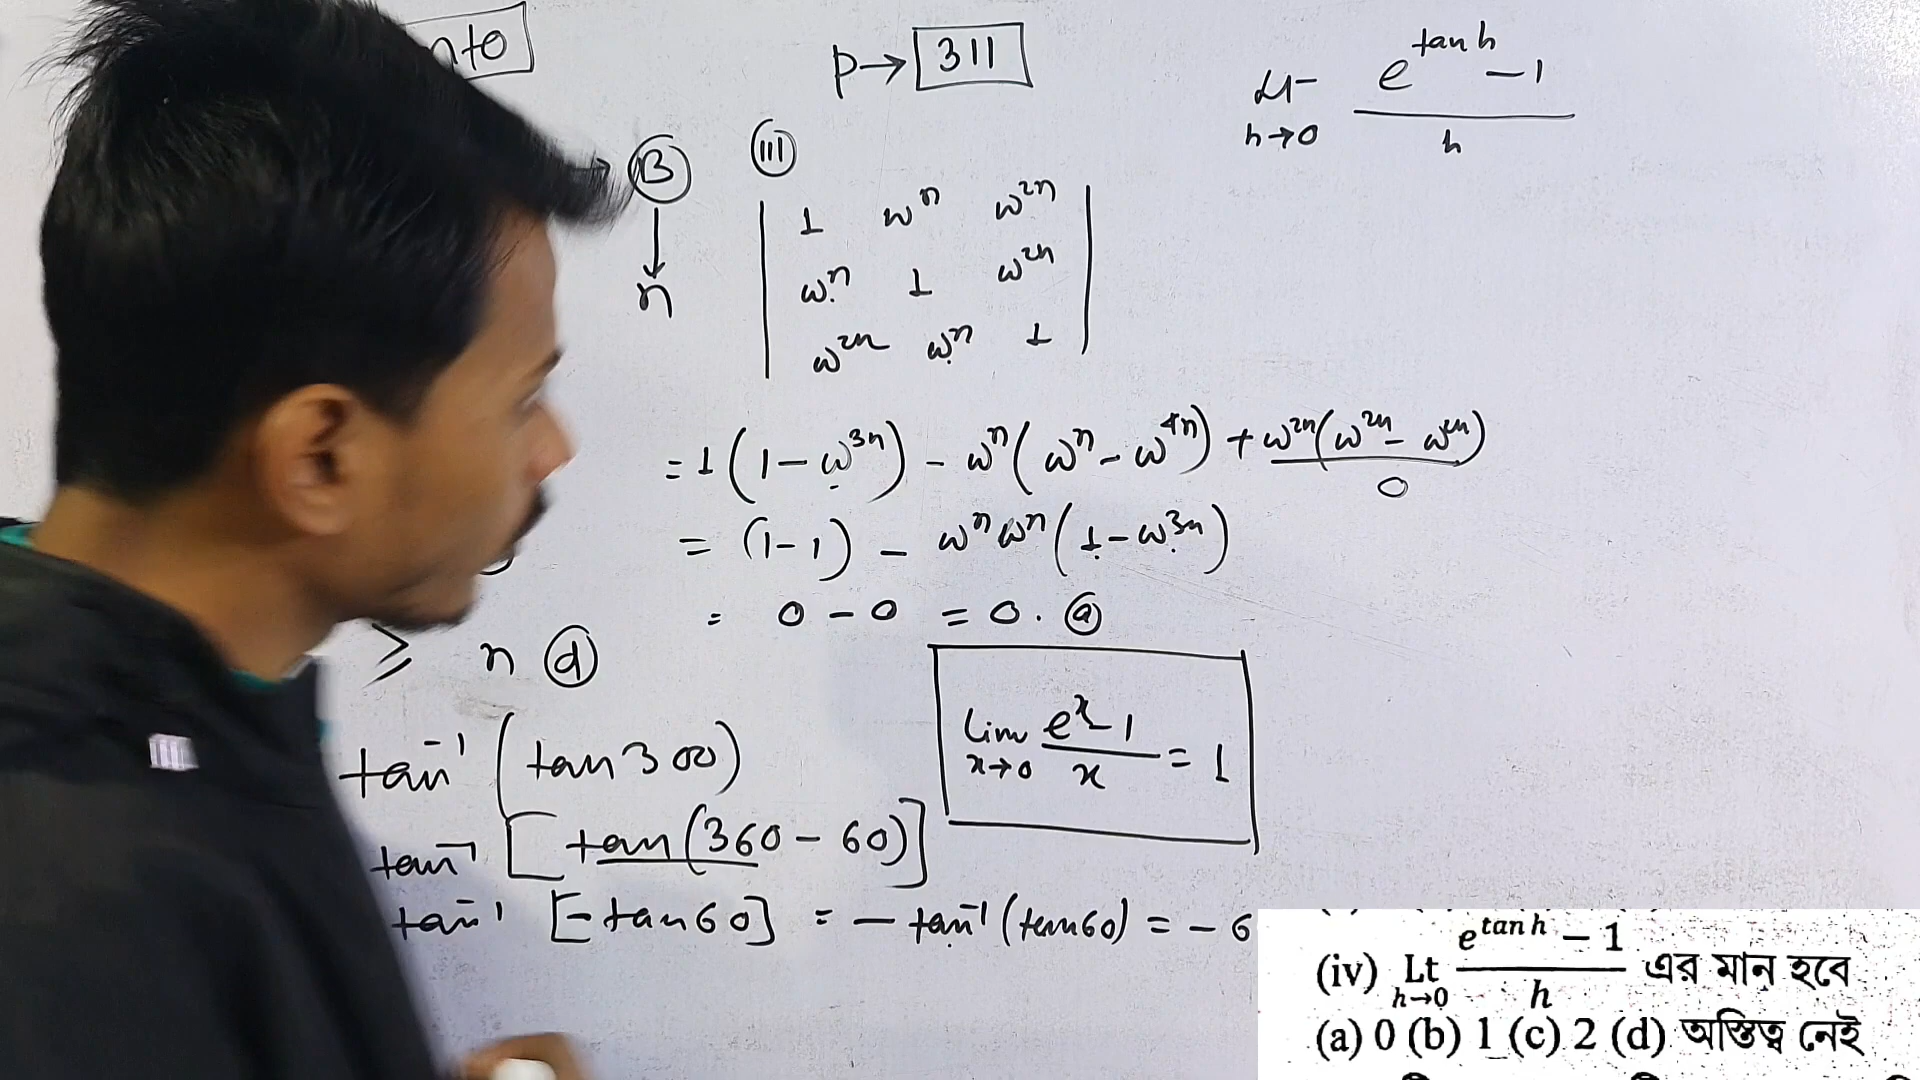 nto
p→ 311
Lt h→0 (e^{tan h} − 1)/h
→ B (iii)
n
| 1 ω^n ω^{2n} |
| ω^n 1 ω^{2n} |
| ω^{2n} ω^n 1 |
= 1(1 − ω^{3n}) − ω^n(ω^n − ω^{4n}) + ω^{2n}(ω^{2n} − ω^{2n})
0
= (1 − 1) − ω^n ω^n (1 − ω^{3n})
= 0 − 0 = 0. (a)
≥ n (d)
lim x→0 (e^x − 1)/x = 1
tan^{-1} (tan 300)
tan^{-1} [tan(360 − 60)]
tan^{-1} [− tan 60] = − tan^{-1} (tan 60) = − 6
(iv) Lt h→0 (e^{tan h} − 1)/h এর মান হবে
(a) 0 (b) 1 (c) 2 (d) অস্তিত্ব নেই